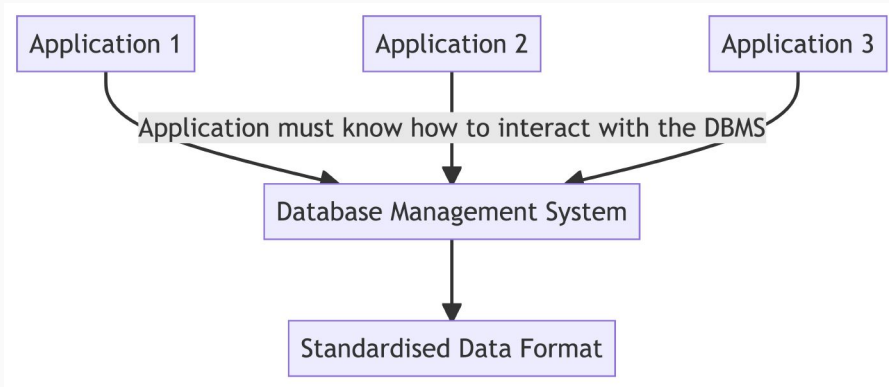 Application 1
Application 2
Application 3
Application must know how to interact with the DBMS
Database Management System
Standardised Data Format